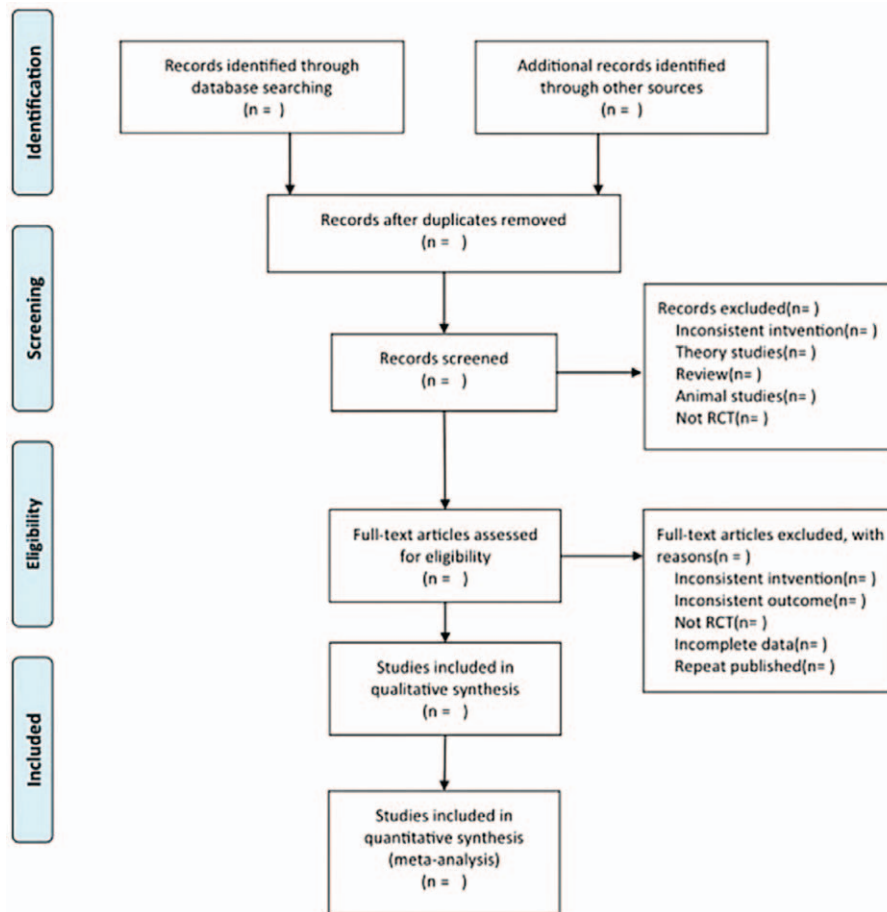 Identification
Records identified through
database searching
(n =  )
Additional records identified
through other sources
(n =  )
Records after duplicates removed
(n =  )
Screening
Records screened
(n =  )
Records excluded(n= )
Inconsistent intvention(n= )
Theory studies(n= )
Review(n= )
Animal studies(n= )
Not RCT(n= )
Eligibility
Full-text articles assessed
for eligibility
(n =  )
Full-text articles excluded, with
reasons(n = )
Inconsistent intvention(n= )
Inconsistent outcome(n= )
Not RCT(n= )
Incomplete data(n= )
Repeat published(n= )
Included
Studies included in
qualitative synthesis
(n =  )
Studies included in
quantitative synthesis
(meta-analysis)
(n =  )